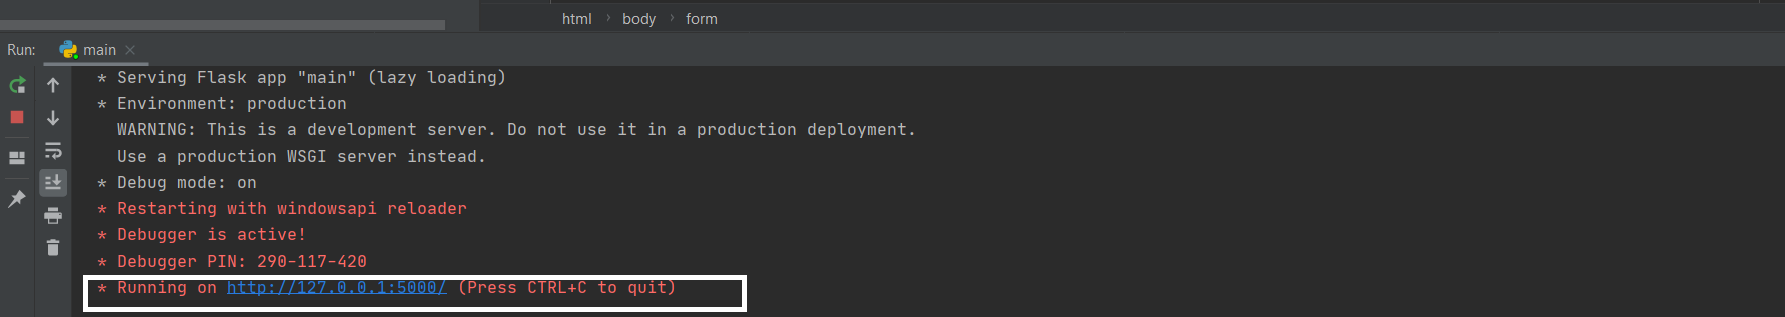 html › body › form
Run: main ×
* Serving Flask app "main" (lazy loading)
* Environment: production
WARNING: This is a development server. Do not use it in a production deployment.
Use a production WSGI server instead.
* Debug mode: on
* Restarting with windowsapi reloader
* Debugger is active!
* Debugger PIN: 290-117-420
* Running on http://127.0.0.1:5000/ (Press CTRL+C to quit)